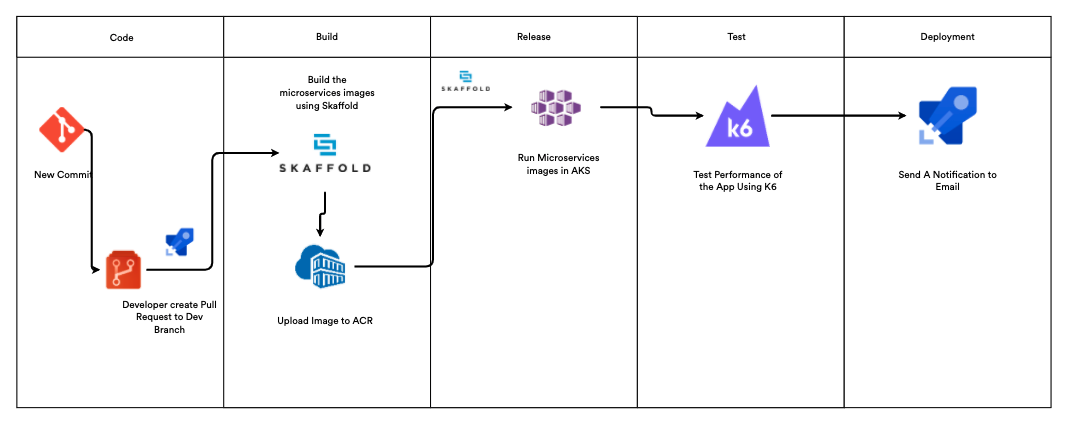 Code
Build
Release
Test
Deployment
New Commit
Developer create Pull
Request to Dev
Branch
Build the
microservices images
using Skaffold
SKAFFOLD
Upload Image to ACR
SKAFFOLD
Run Microservices
images in AKS
k6
Test Performance of
the App Using K6
Send A Notification to
Email